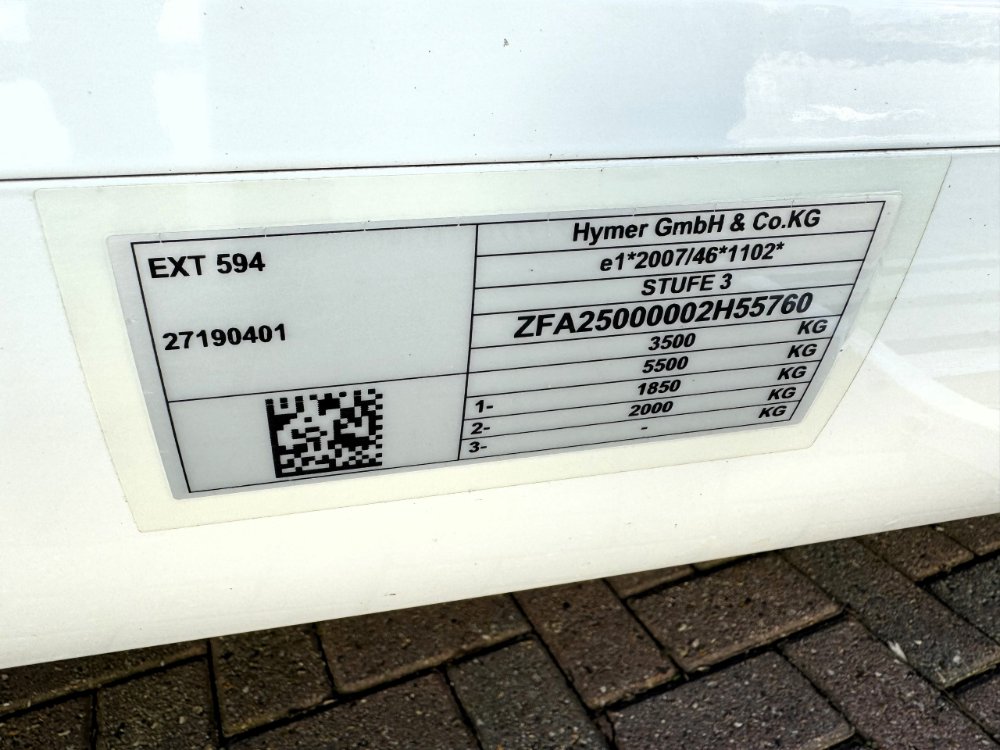 EXT 594
27190401
Hymer GmbH & Co.KG
e1*2007/46*1102*
STUFE 3
ZFA25000002H55760
3500 KG
5500 KG
1- 1850 KG
2- 2000 KG
3- - KG